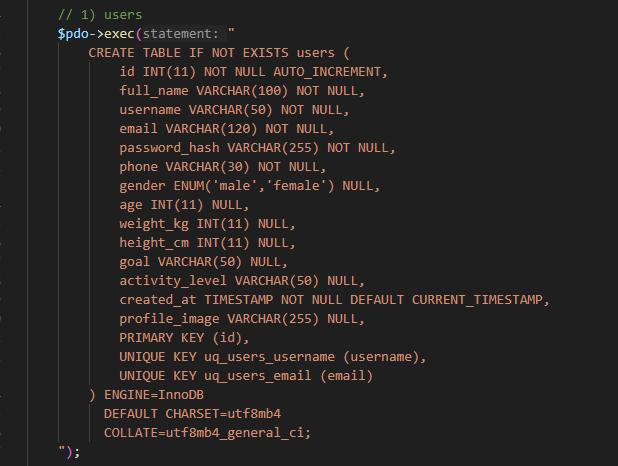 // 1) users
$pdo->exec(statement: "
CREATE TABLE IF NOT EXISTS users (
id INT(11) NOT NULL AUTO_INCREMENT,
full_name VARCHAR(100) NOT NULL,
username VARCHAR(50) NOT NULL,
email VARCHAR(120) NOT NULL,
password_hash VARCHAR(255) NOT NULL,
phone VARCHAR(30) NOT NULL,
gender ENUM('male','female') NULL,
age INT(11) NULL,
weight_kg INT(11) NULL,
height_cm INT(11) NULL,
goal VARCHAR(50) NULL,
activity_level VARCHAR(50) NULL,
created_at TIMESTAMP NOT NULL DEFAULT CURRENT_TIMESTAMP,
profile_image VARCHAR(255) NULL,
PRIMARY KEY (id),
UNIQUE KEY uq_users_username (username),
UNIQUE KEY uq_users_email (email)
) ENGINE=InnoDB
DEFAULT CHARSET=utf8mb4
COLLATE=utf8mb4_general_ci;
");